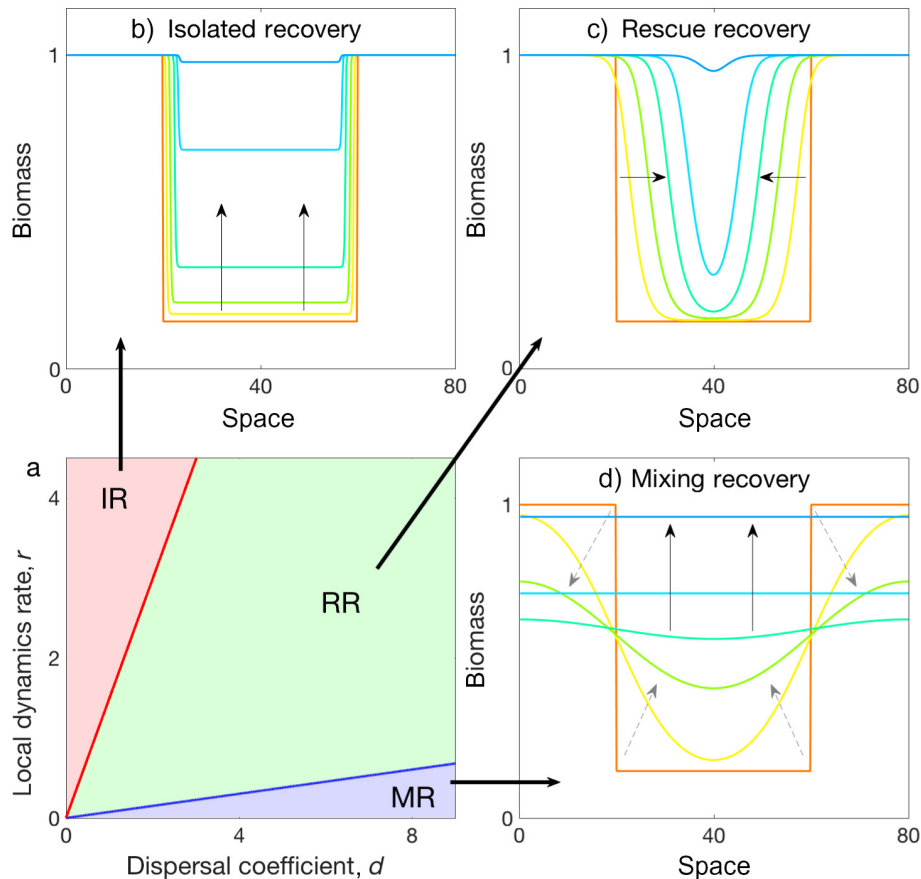 b) Isolated recovery
1
Biomass
0
0
40
80
Space
c) Rescue recovery
1
Biomass
0
0
40
80
Space
a
4
2
0
Local dynamics rate, r
IR
RR
MR
0
4
8
Dispersal coefficient, d
d) Mixing recovery
1
Biomass
0
0
40
80
Space